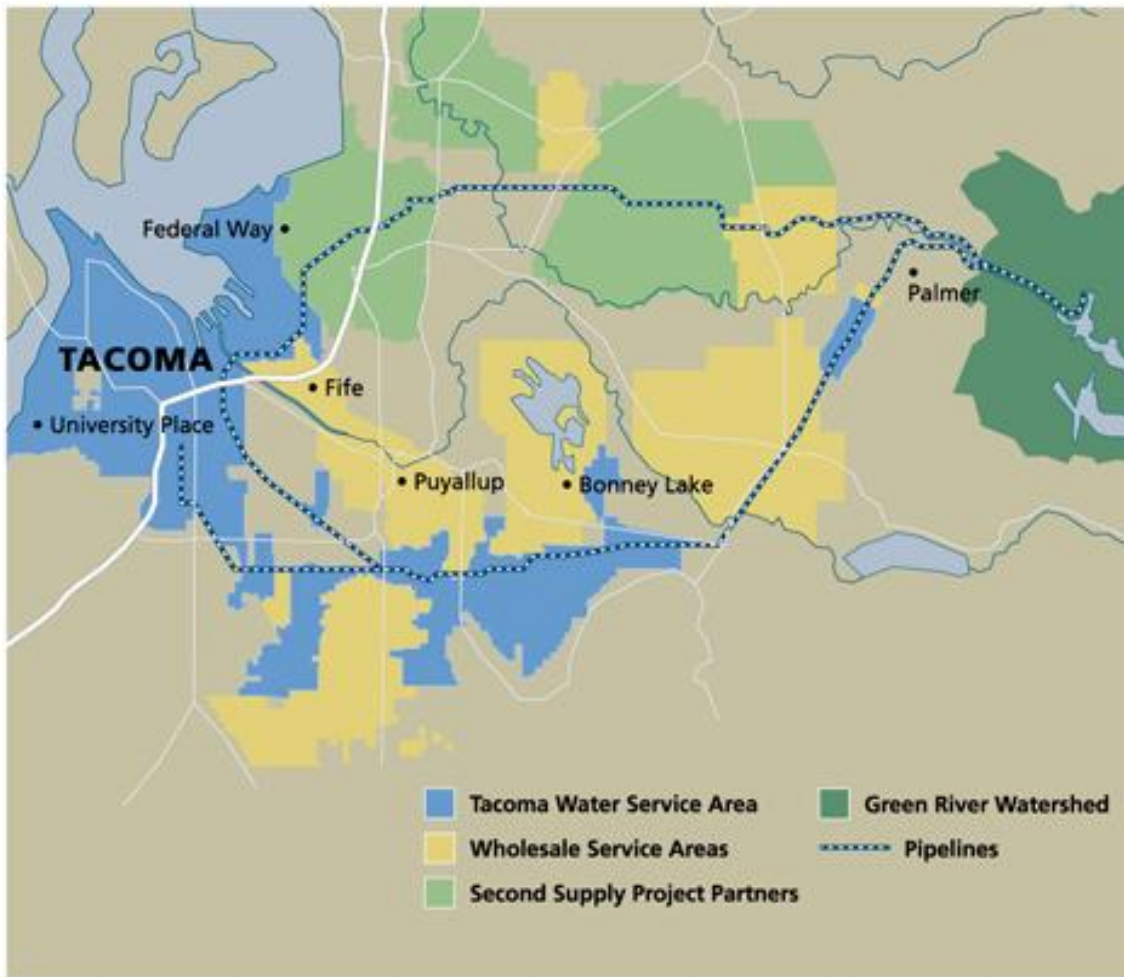 Federal Way
Palmer
TACOMA
Fife
University Place
Puyallup
Bonney Lake
Tacoma Water Service Area
Green River Watershed
Wholesale Service Areas
Pipelines
Second Supply Project Partners